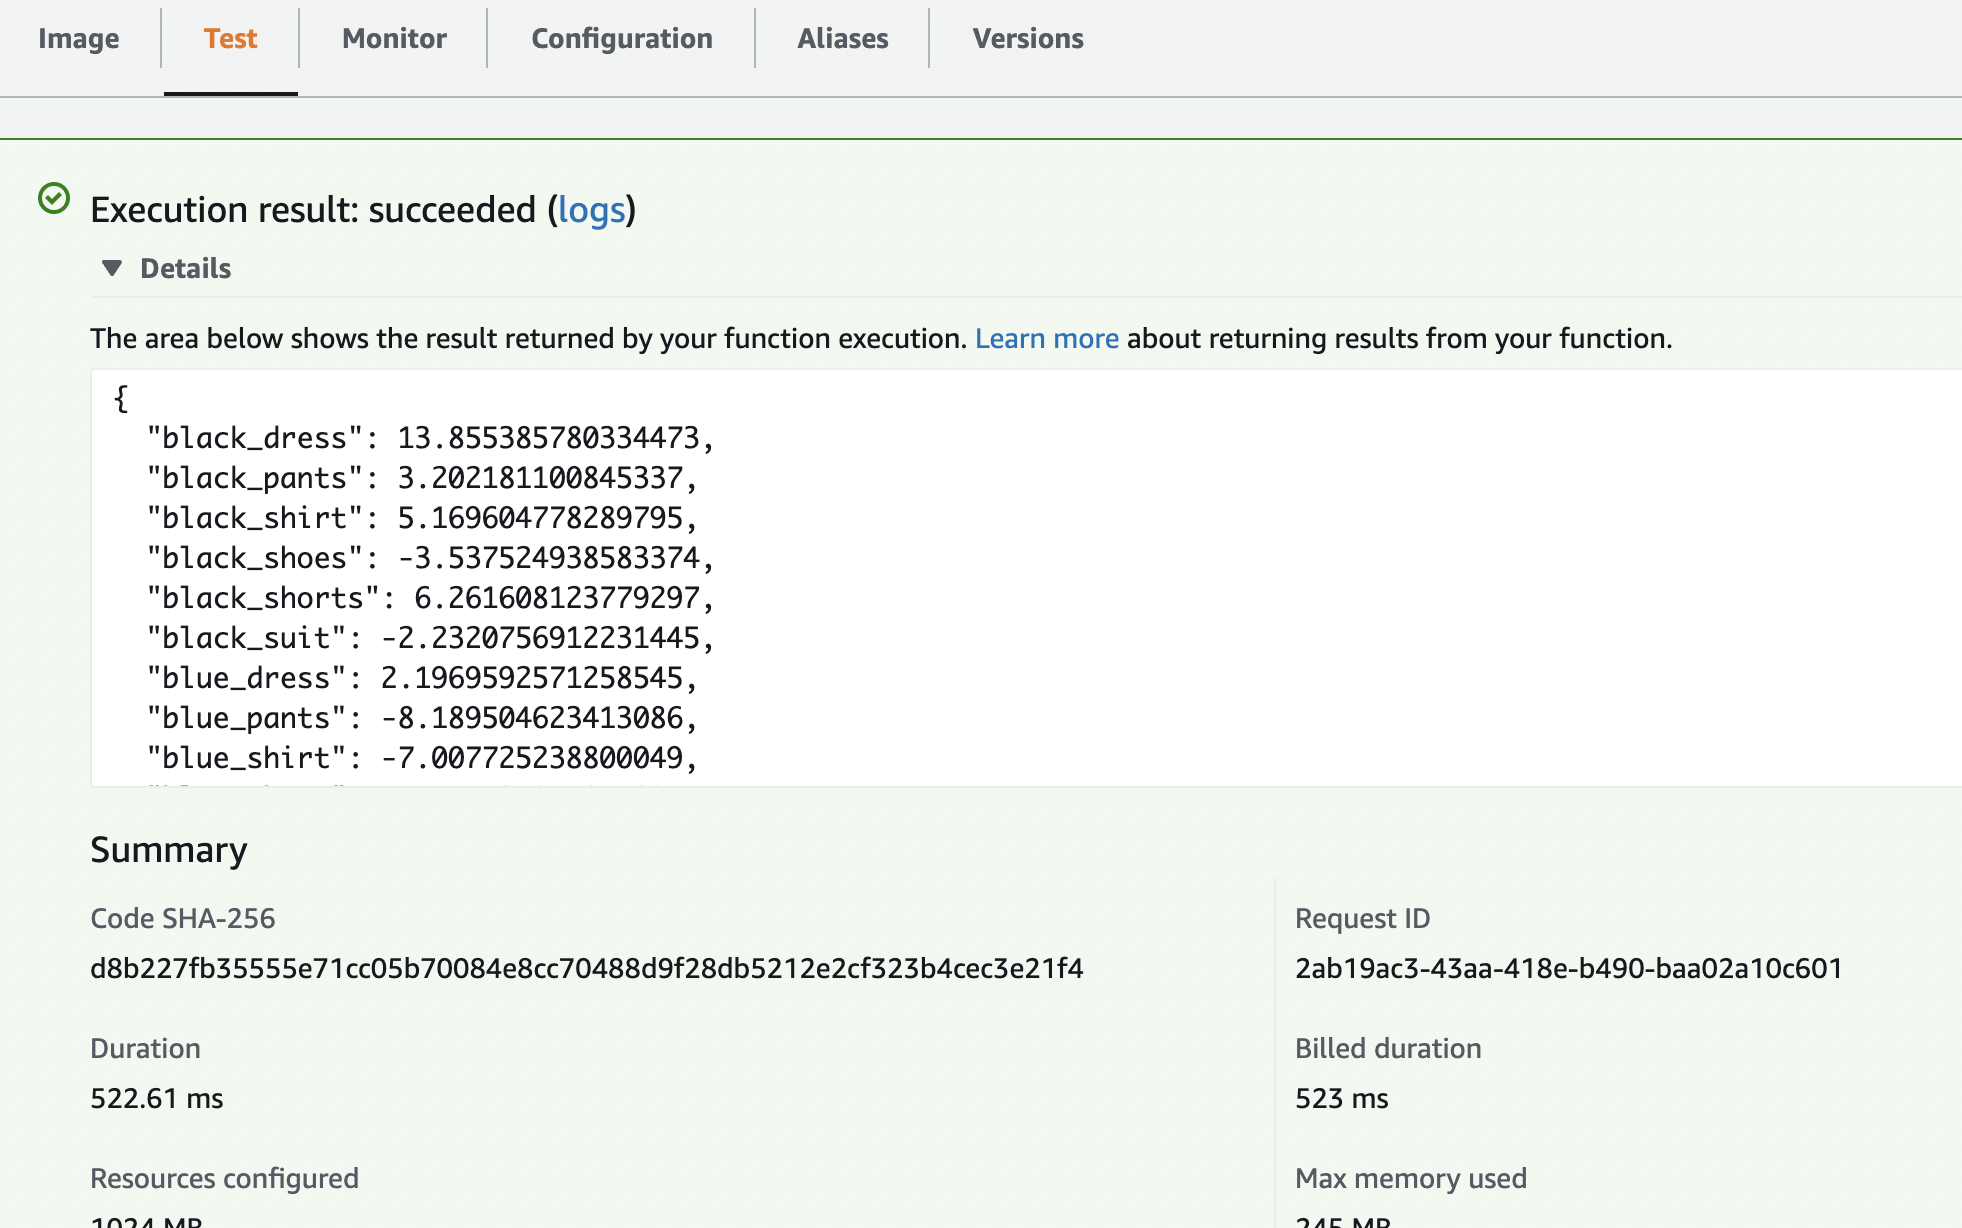 Image Test Monitor Configuration Aliases Versions
Execution result: succeeded (logs)
▼ Details
The area below shows the result returned by your function execution. Learn more about returning results from your function.
{
"black_dress": 13.855385780334473,
"black_pants": 3.202181100845337,
"black_shirt": 5.169604778289795,
"black_shoes": -3.537524938583374,
"black_shorts": 6.261608123779297,
"black_suit": -2.2320756912231445,
"blue_dress": 2.1969592571258545,
"blue_pants": -8.189504623413086,
"blue_shirt": -7.007725238800049,
Summary
Code SHA-256
d8b227fb35555e71cc05b70084e8cc70488d9f28db5212e2cf323b4cec3e21f4
Request ID
2ab19ac3-43aa-418e-b490-baa02a10c601
Duration
522.61 ms
Billed duration
523 ms
Resources configured
1024 MB
Max memory used
245 MB